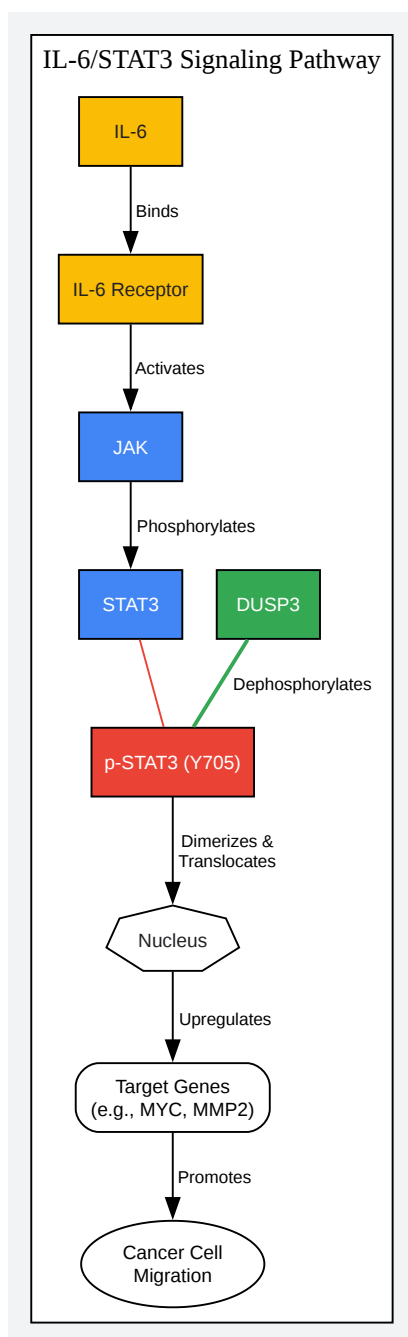 IL-6/STAT3 Signaling Pathway
IL-6
Binds
IL-6 Receptor
Activates
JAK
Phosphorylates
STAT3
DUSP3
Dephosphorylates
p-STAT3 (Y705)
Dimerizes &
Translocates
Nucleus
Upregulates
Target Genes
(e.g., MYC, MMP2)
Promotes
Cancer Cell
Migration